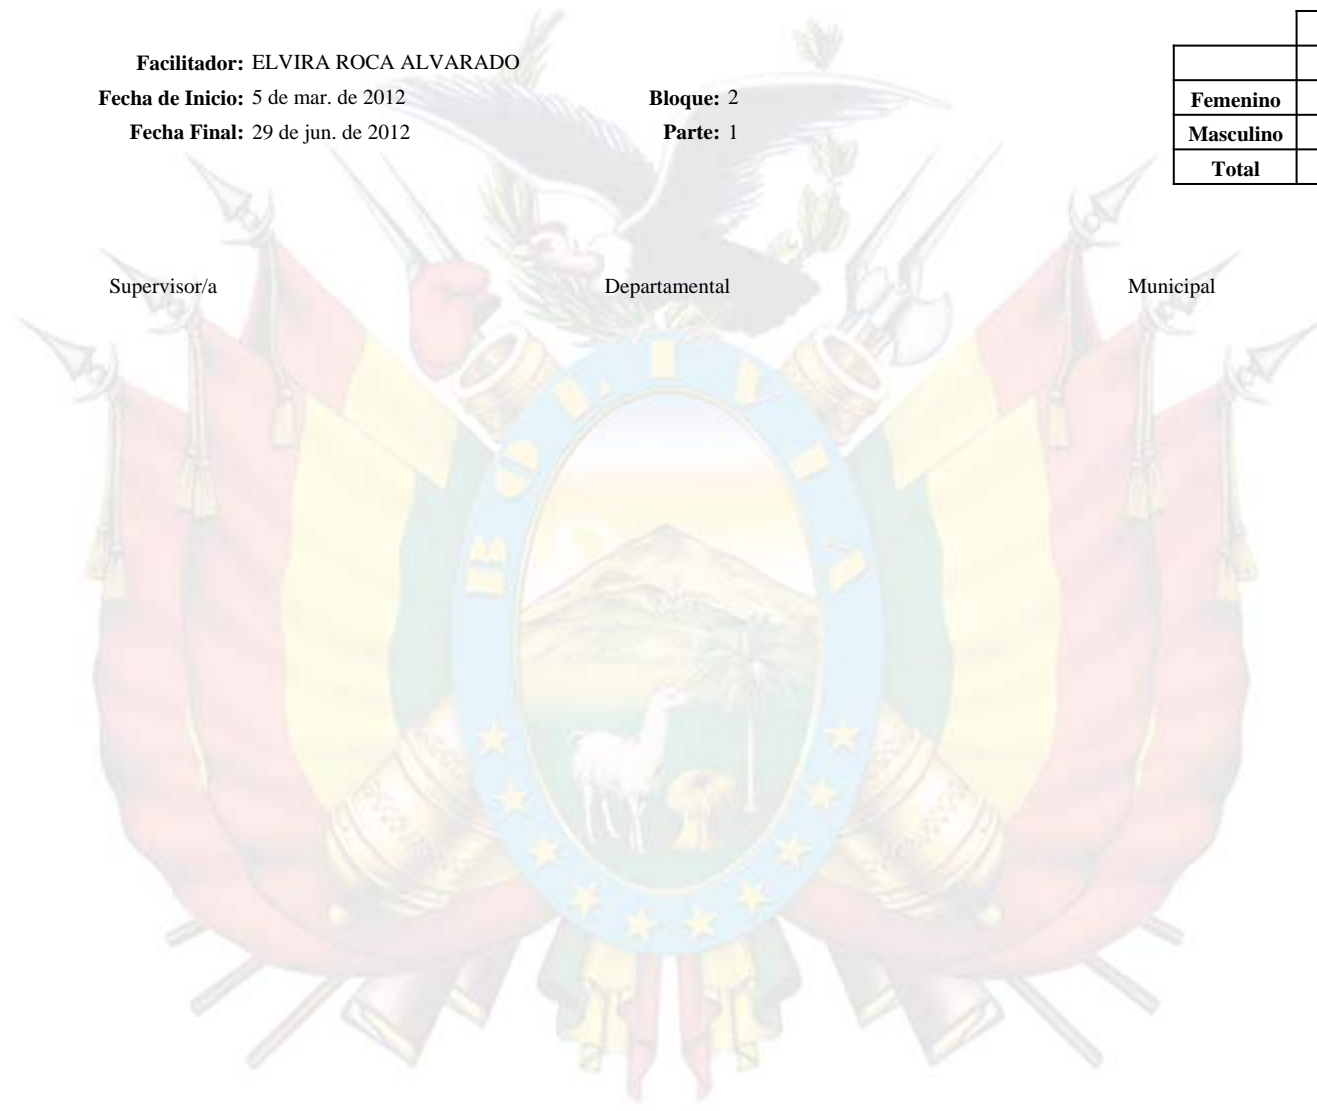 Facilitador: ELVIRA ROCA ALVARADO
Fecha de Inicio: 5 de mar. de 2012 Bloque: 2
Femenino
Fecha Final: 29 de jun. de 2012 Parte: 1
Masculino
Total
Supervisor/a Departamental Municipal
BOLIVIA